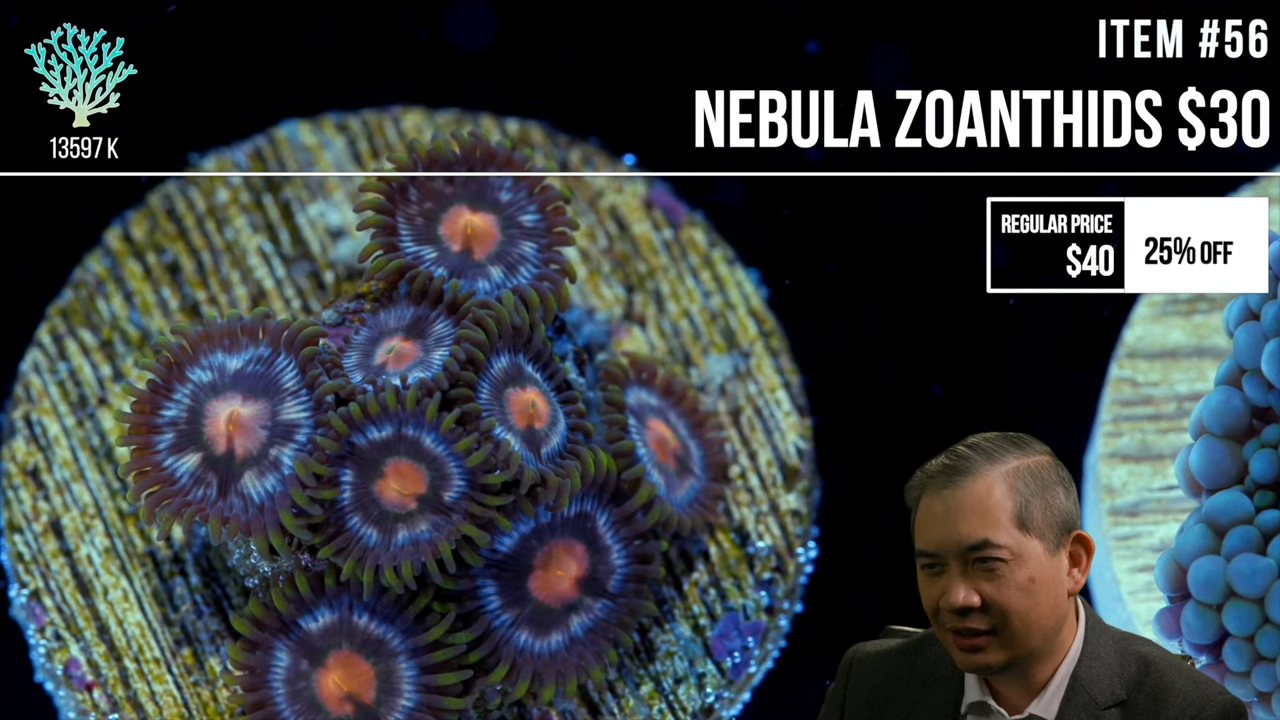 ITEM #56
NEBULA ZOANTHIDS $30
13597 K
REGULAR PRICE
$40
25% OFF